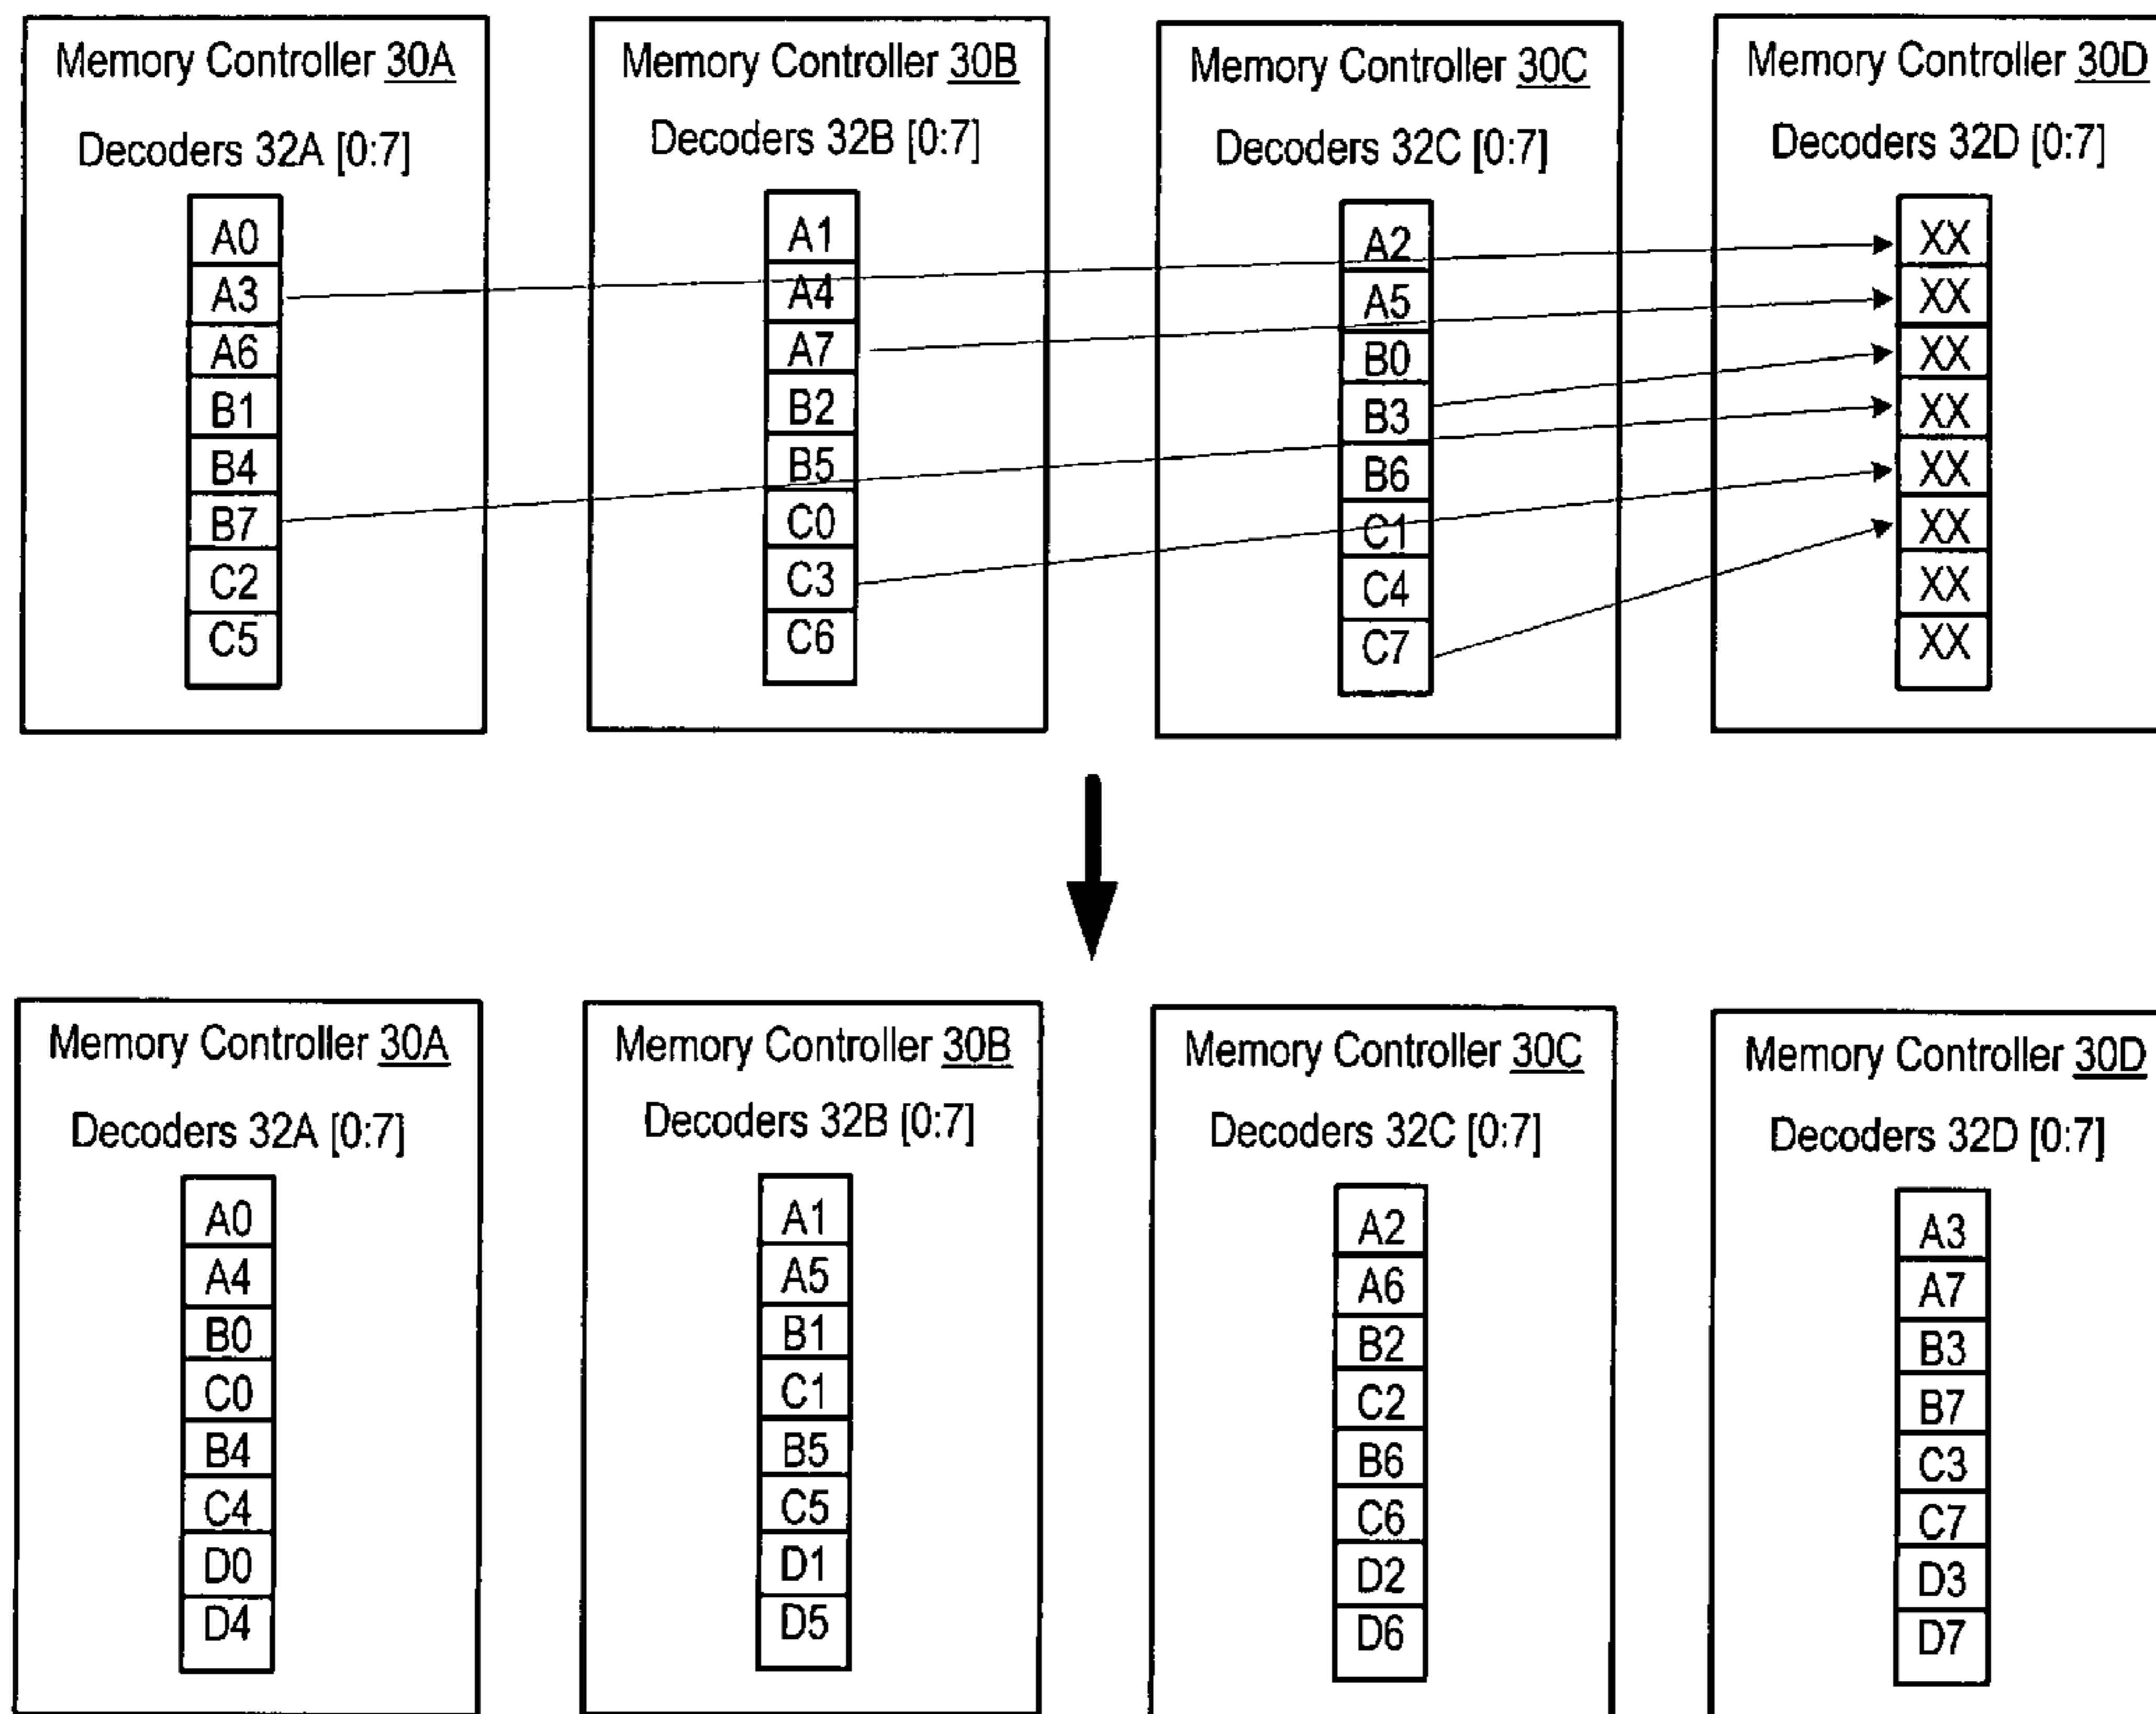 Memory Controller 30A
Decoders 32A [0:7]
A0
A3
A6
B1
B4
B7
C2
C5
Memory Controller 30B
Decoders 32B [0:7]
A1
A4
A7
B2
B5
C0
C3
C6
Memory Controller 30C
Decoders 32C [0:7]
A2
A5
B0
B3
B6
C1
C4
C7
Memory Controller 30D
Decoders 32D [0:7]
XX
XX
XX
XX
XX
XX
XX
XX
Memory Controller 30A
Decoders 32A [0:7]
A0
A4
B0
C0
B4
C4
D0
D4
Memory Controller 30B
Decoders 32B [0:7]
A1
A5
B1
C1
B5
C5
D1
D5
Memory Controller 30C
Decoders 32C [0:7]
A2
A6
B2
C2
B6
C6
D2
D6
Memory Controller 30D
Decoders 32D [0:7]
A3
A7
B3
B7
C3
C7
D3
D7